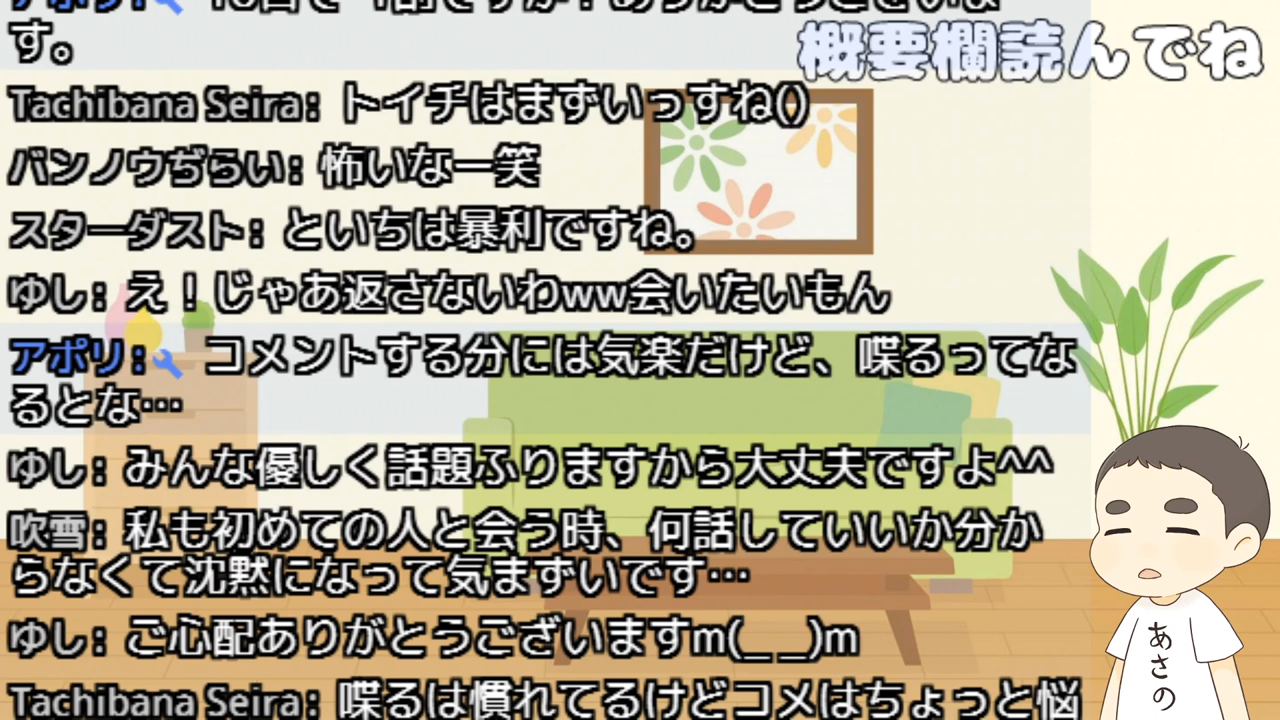 す。
概要欄読んでね
Tachibana Seira: トイチはまずいっすね()
バンノウぢらい: 怖いなー笑
スターダスト: といちは暴利ですね。
ゆし: え！じゃあ返さないわww会いたいもん
アポリ: コメントする分には気楽だけど、喋るってな
るとな…
ゆし: みんな優しく話題ふりますから大丈夫ですよ^^
吹雪: 私も初めての人と会う時、何話していいか分か
らなくて沈黙になって気まずいです…
ゆし: ご心配ありがとうございますm(_ _)m
Tachibana Seira: 喋るは慣れてるけどコメはちょっと悩
あさの